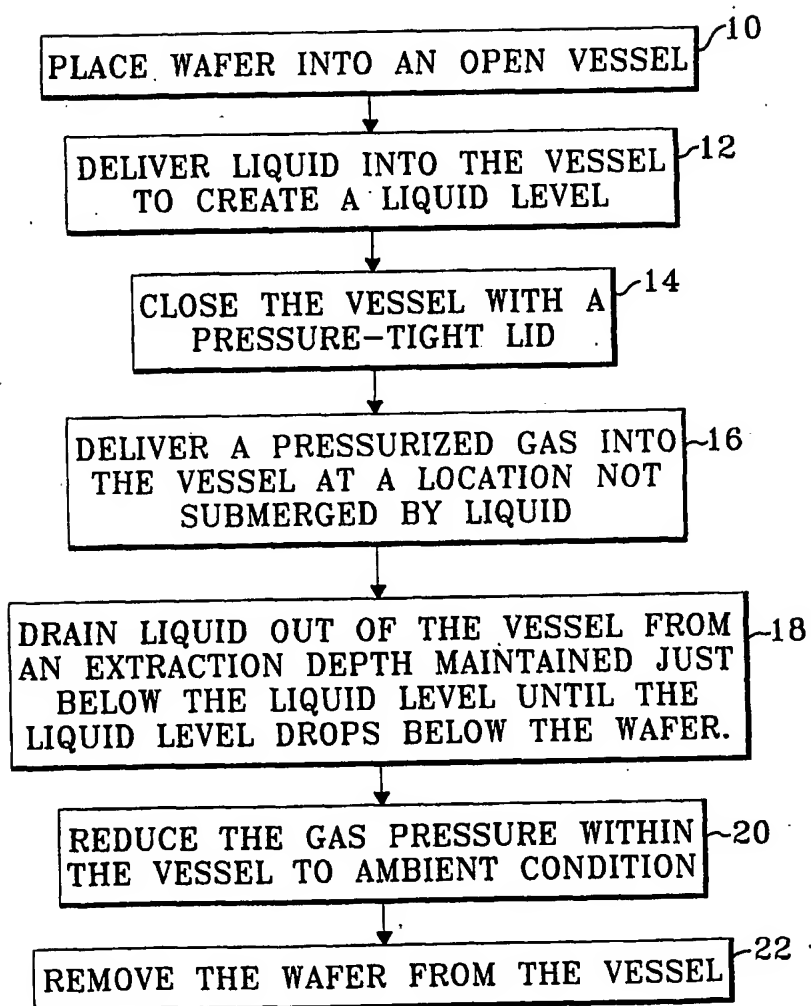 PLACE WAFER INTO AN OPEN VESSEL
10
DELIVER LIQUID INTO THE VESSEL
TO CREATE A LIQUID LEVEL
12
CLOSE THE VESSEL WITH A
PRESSURE-TIGHT LID
14
DELIVER A PRESSURIZED GAS INTO
THE VESSEL AT A LOCATION NOT
SUBMERGED BY LIQUID
16
DRAIN LIQUID OUT OF THE VESSEL FROM
AN EXTRACTION DEPTH MAINTAINED JUST
BELOW THE LIQUID LEVEL UNTIL THE
LIQUID LEVEL DROPS BELOW THE WAFER.
18
REDUCE THE GAS PRESSURE WITHIN
THE VESSEL TO AMBIENT CONDITION
20
REMOVE THE WAFER FROM THE VESSEL
22